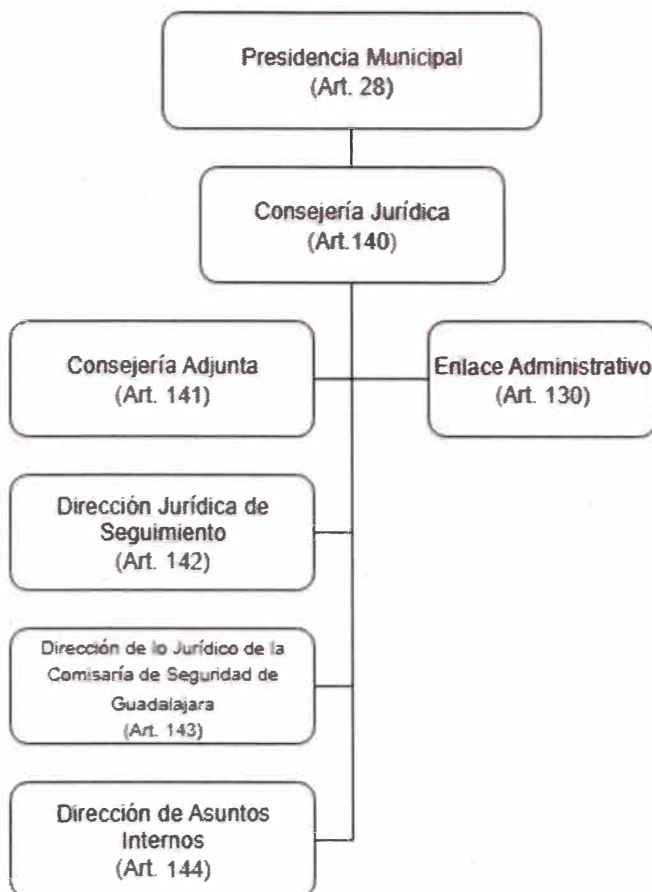 Presidencia Municipal
(Art. 28)
Consejería Jurídica
(Art.140)
Consejería Adjunta
(Art. 141)
Enlace Administrativo
(Art. 130)
Dirección Jurídica de
Seguimiento
(Art. 142)
Dirección de lo Jurídico de la
Comisaría de Seguridad de
Guadalajara
(Art. 143)
Dirección de Asuntos
Internos
(Art. 144)